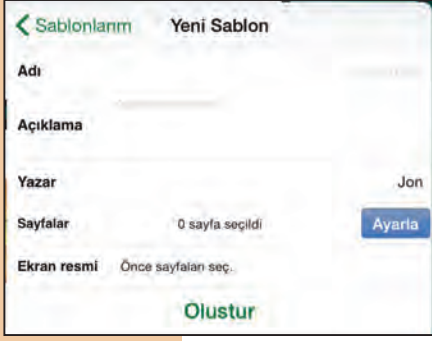 Sablonlarım Yeni Sablon
Adı
Açıklama
Yazar Jon
Sayfalar 0 sayfa seçildi Ayarla
Ekran resmi Önce sayfaları seç.
Olustur